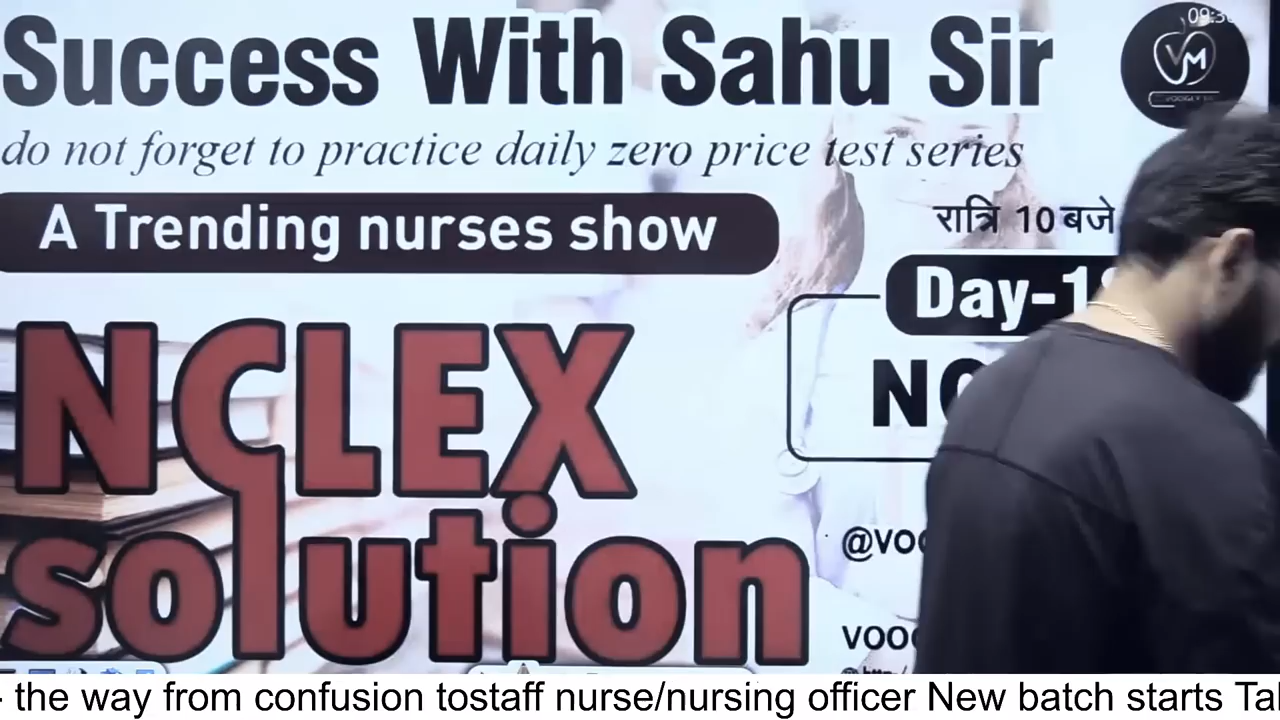 Success With Sahu Sir
VM
do not forget to practice daily zero price test series
A Trending nurses show
रात्रि 10 बजे
NCLEX
solution
the way from confusion tostaff nurse/nursing officer New batch starts